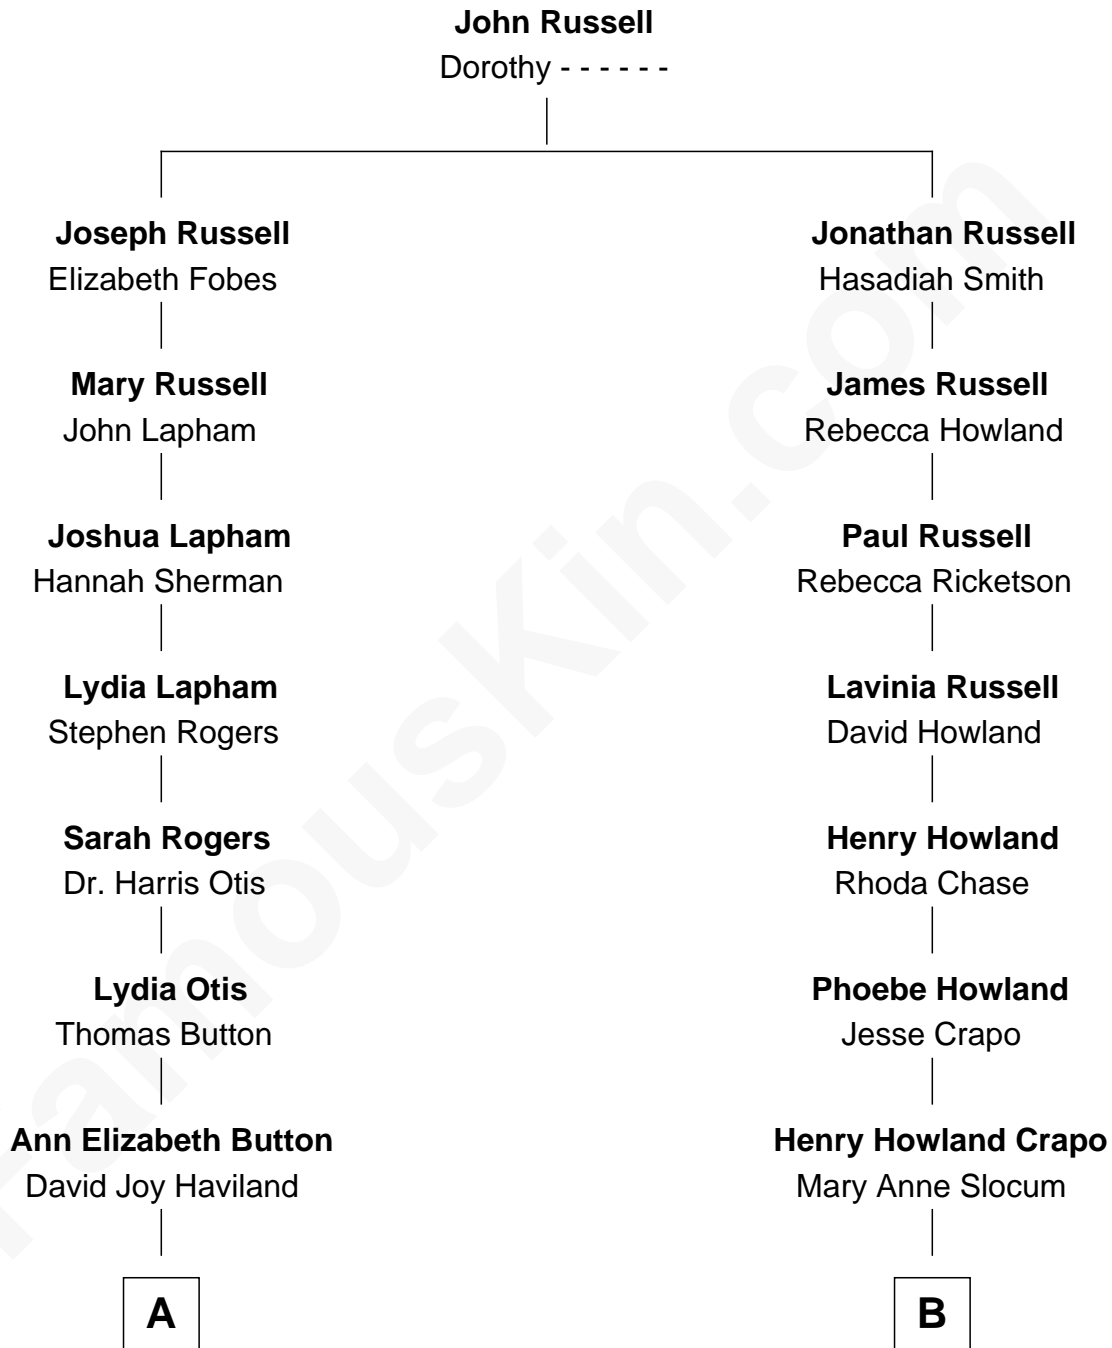 John Russell
Dorothy - - - - - -
Joseph Russell
Elizabeth Fobes
Mary Russell
John Lapham
Joshua Lapham
Hannah Sherman
Lydia Lapham
Stephen Rogers
Sarah Rogers
Dr. Harris Otis
Lydia Otis
Thomas Button
Ann Elizabeth Button
David Joy Haviland
A
Jonathan Russell
Hasadiah Smith
James Russell
Rebecca Howland
Paul Russell
Rebecca Ricketson
Lavinia Russell
David Howland
Henry Howland
Rhoda Chase
Phoebe Howland
Jesse Crapo
Henry Howland Crapo
Mary Anne Slocum
B
FamousKin.com